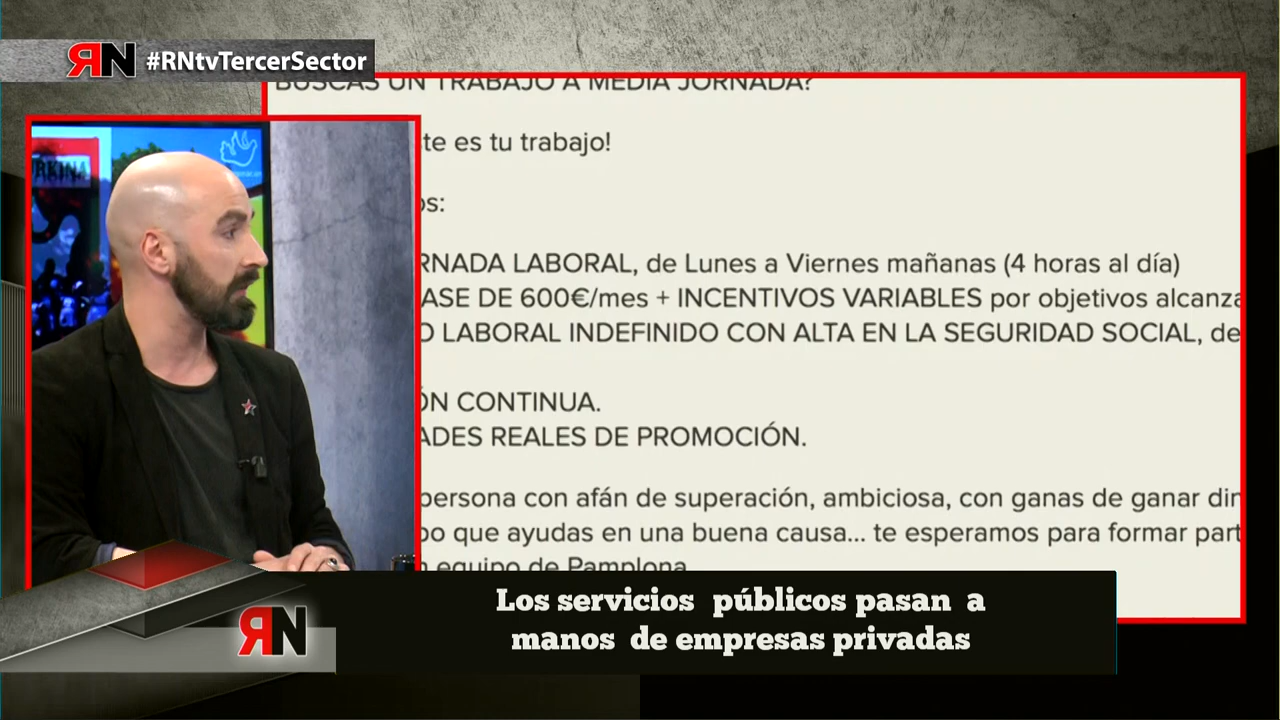 RN #RNtvTercerSector
BUSCAS UN TRABAJO A MEDIA JORNADA?
te es tu trabajo!
os:
RNADA LABORAL, de Lunes a Viernes mañanas (4 horas al día)
ASE DE 600€/mes + INCENTIVOS VARIABLES por objetivos alcanza
O LABORAL INDEFINIDO CON ALTA EN LA SEGURIDAD SOCIAL, de
ÓN CONTINUA.
ADES REALES DE PROMOCIÓN.
persona con afán de superación, ambiciosa, con ganas de ganar din
po que ayudas en una buena causa... te esperamos para formar part
equipo de Pamplona
RN
Los servicios públicos pasan a
manos de empresas privadas